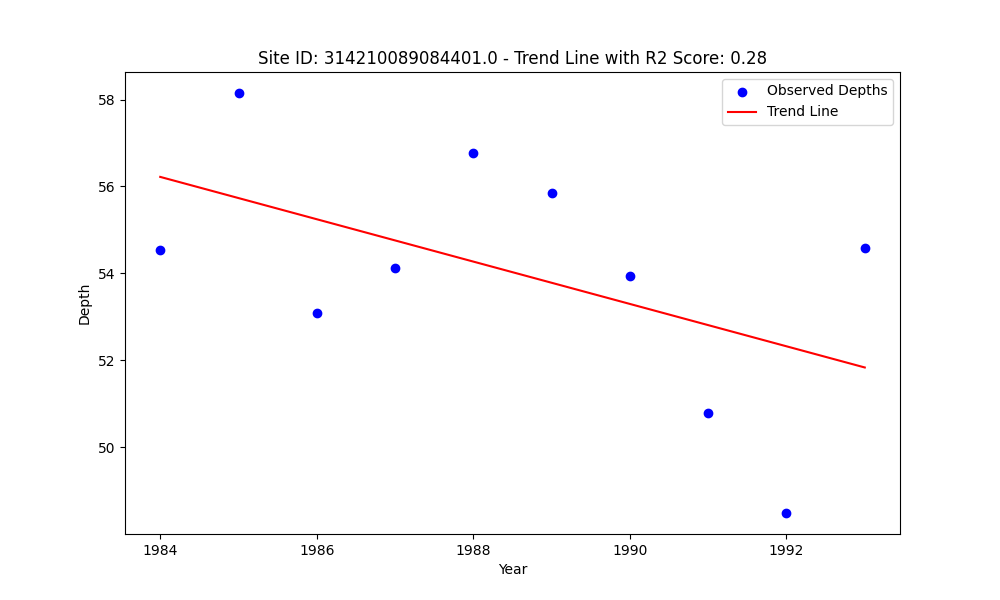 Site ID: 314210089084401.0 - Trend Line with R2 Score: 0.28
Observed Depths
Trend Line
58
56
54
52
50
Depth
1984 1986 1988 1990 1992
Year